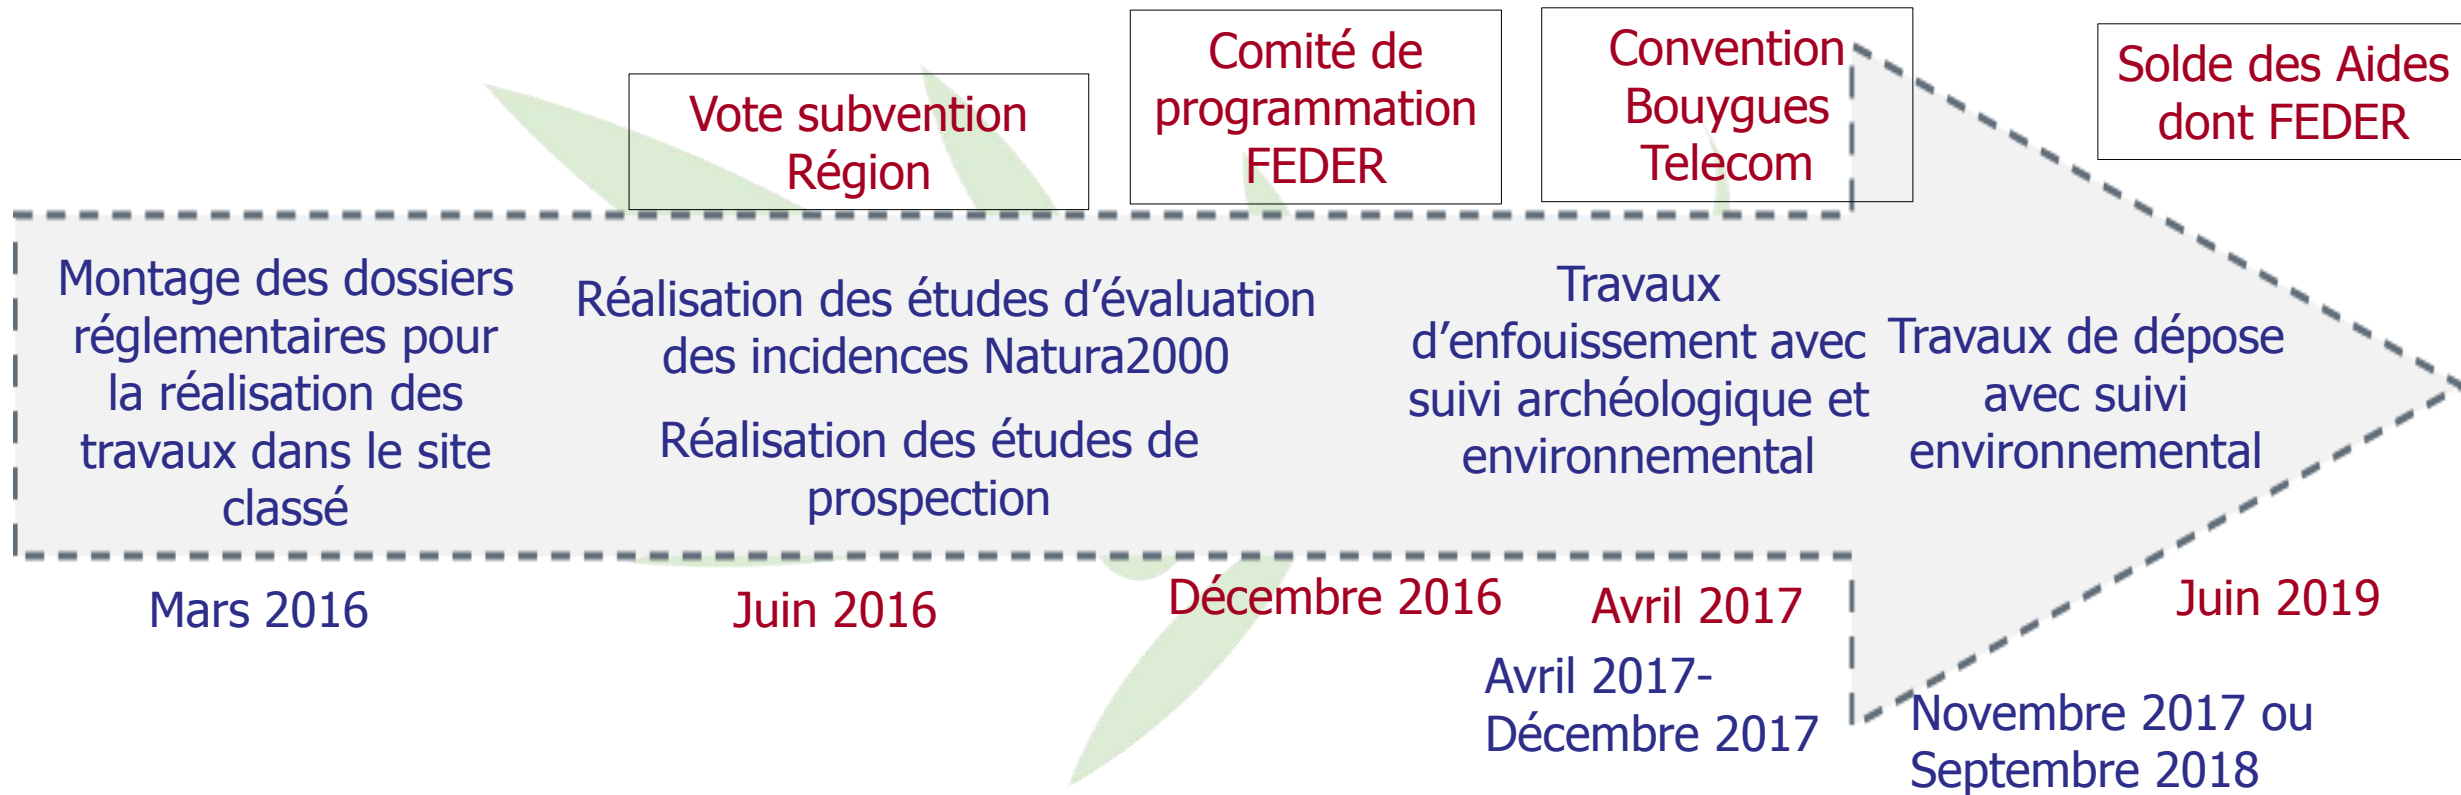 Vote subvention
Région
Comité de
programmation
FEDER
Convention
Bouygues
Telecom
Solde des Aides
dont FEDER
Montage des dossiers
réglementaires pour
la réalisation des
travaux dans le site
classé
Réalisation des études d’évaluation
des incidences Natura2000
Réalisation des études de
prospection
Travaux
d’enfouissement avec
suivi archéologique et
environnemental
Travaux de dépose
avec suivi
environnemental
Mars 2016
Juin 2016
Décembre 2016
Avril 2017
Juin 2019
Avril 2017-
Décembre 2017
Novembre 2017 ou
Septembre 2018